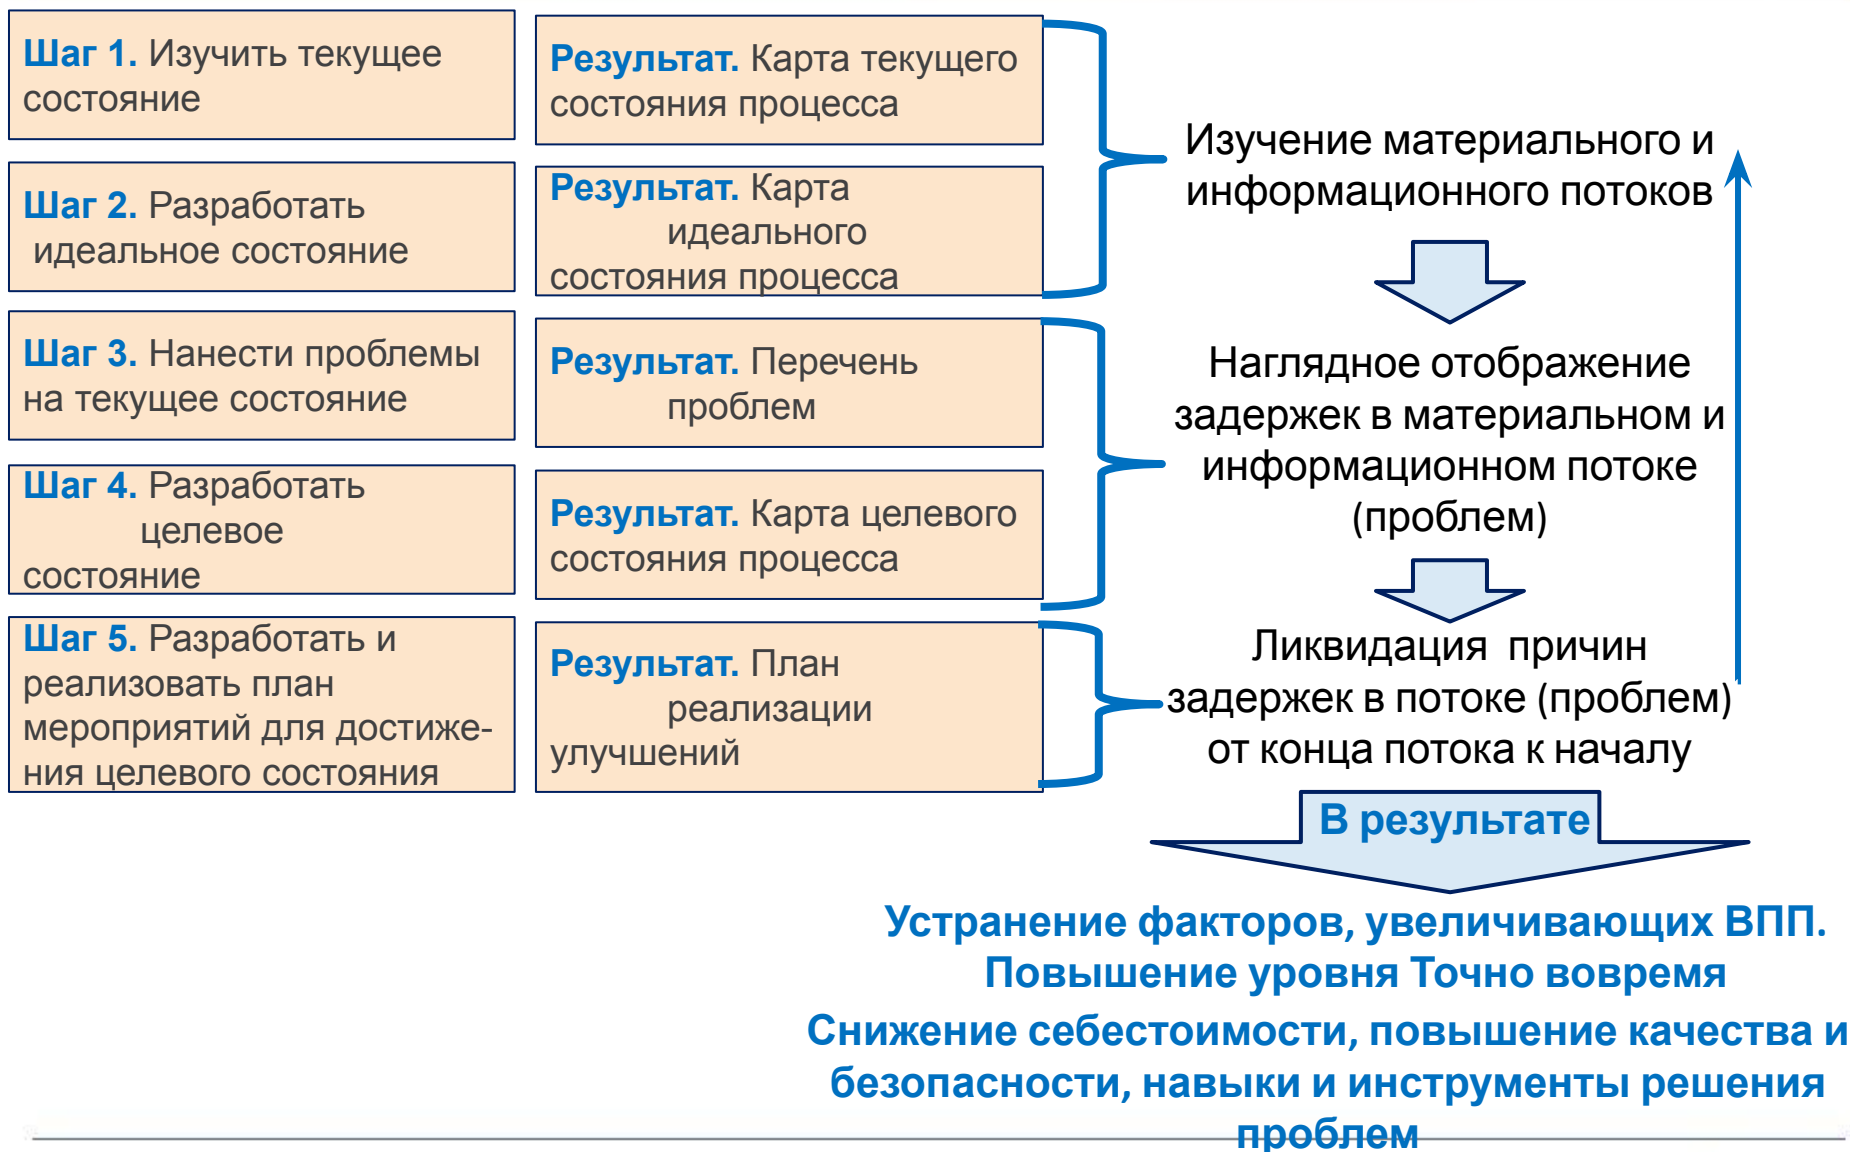 Шаг 1. Изучить текущее
состояние
Результат. Карта текущего
состояния процесса
Шаг 2. Разработать
идеальное состояние
Результат. Карта
идеального
состояния процесса
Шаг 3. Нанести проблемы
на текущее состояние
Результат. Перечень
проблем
Шаг 4. Разработать
целевое
состояние
Результат. Карта целевого
состояния процесса
Шаг 5. Разработать и
реализовать план
мероприятий для достиже-
ния целевого состояния
Результат. План
реализации
улучшений
Изучение материального и
информационного потоков
Наглядное отображение
задержек в материальном и
информационном потоке
(проблем)
Ликвидация причин
задержек в потоке (проблем)
от конца потока к началу
В результате
Устранение факторов, увеличивающих ВПП.
Повышение уровня Точно вовремя
Снижение себестоимости, повышение качества и
безопасности, навыки и инструменты решения
проблем